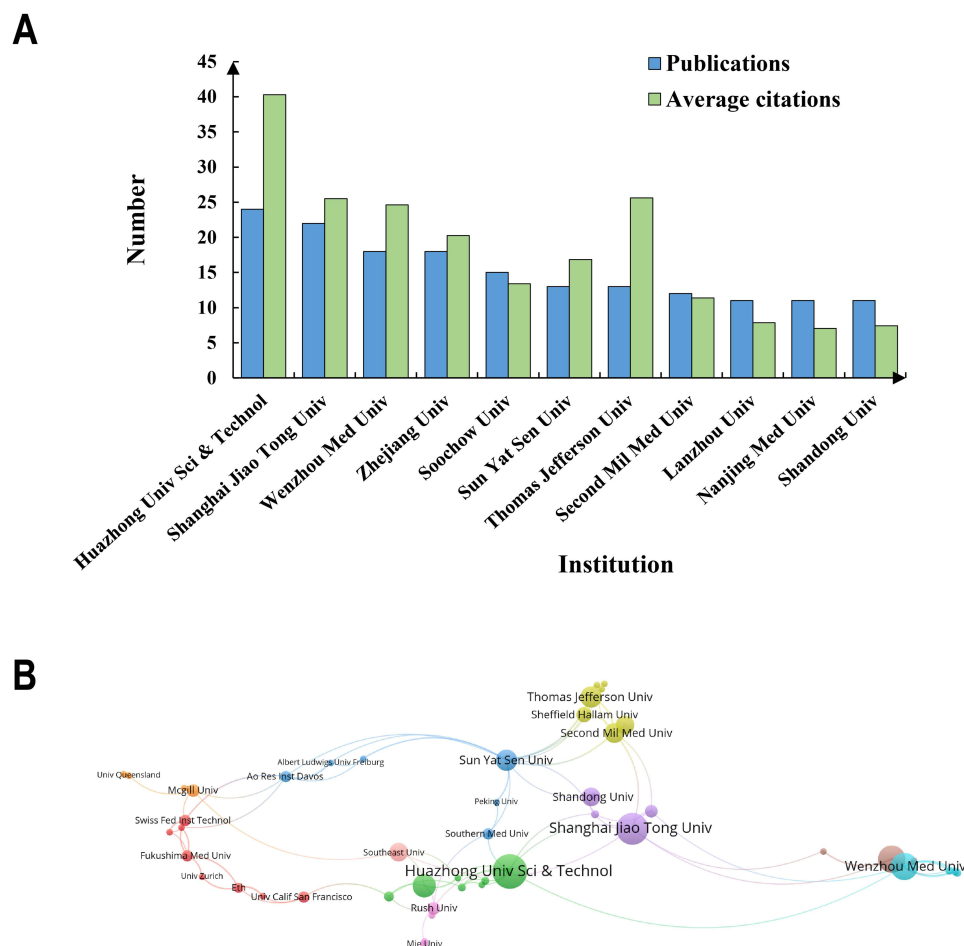 A
45
40
35
30
25
20
15
10
5
0
Number
Publications
Average citations
Huazhong Univ Sci & Technol
Shanghai Jiao Tong Univ
Wenzhou Med Univ
Zhejiang Univ
Soochow Univ
Sun Yat Sen Univ
Thomas Jefferson Univ
Second Mil Med Univ
Lanzhou Univ
Nanjing Med Univ
Shandong Univ
Institution
B
Thomas Jefferson Univ
Sheffield Hallam Univ
Second Mil Med Univ
Sun Yat Sen Univ
Albert Ludwigs Univ Freiburg
Univ Queensland
Ao Res Inst Davos
Mcgill Univ
Peking Univ
Shandong Univ
Swiss Fed Inst Technol
Southern Med Univ
Shanghai Jiao Tong Univ
Fukushima Med Univ
Southeast Univ
Wenzhou Med Univ
Huazhong Univ Sci & Technol
Univ Zurich
Eth
Univ Calif San Francisco
Rush Univ
Mie Univ